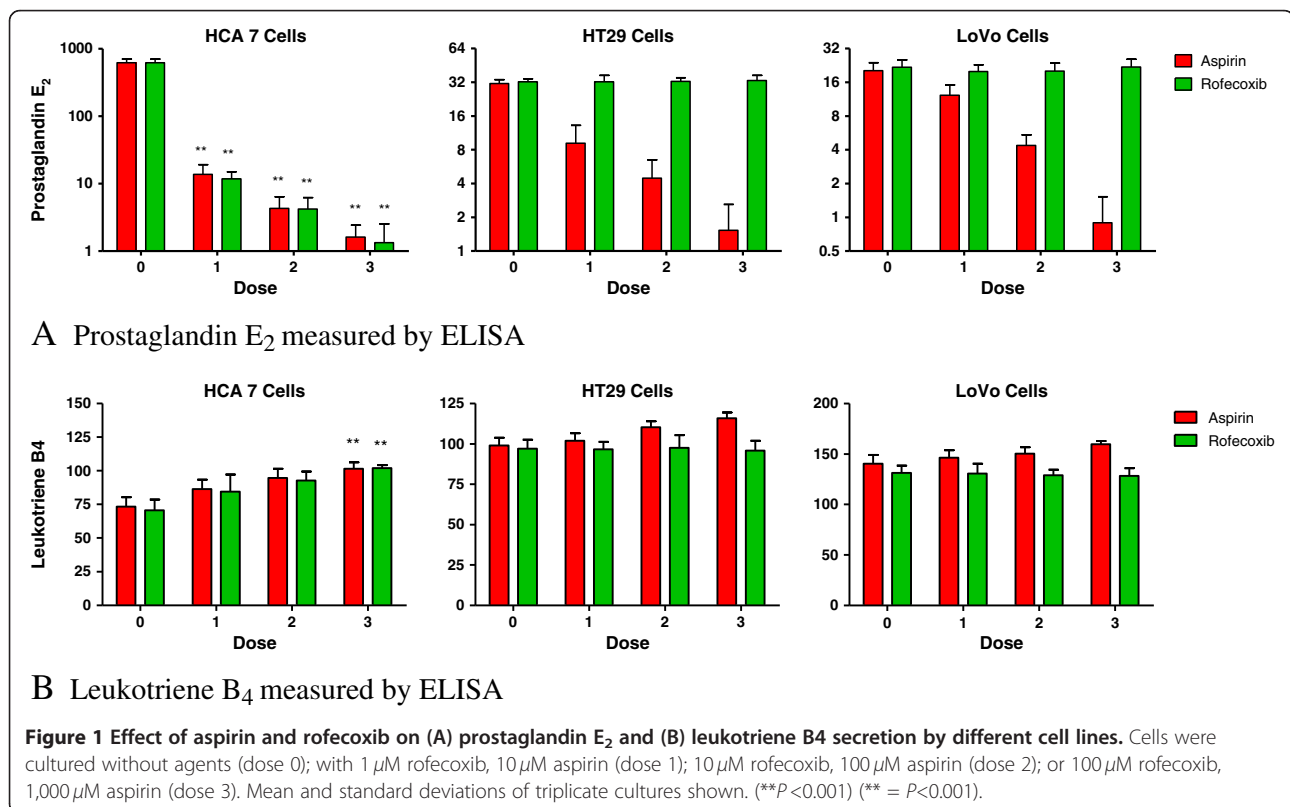 HCA 7 Cells
HT29 Cells
LoVo Cells
Prostaglandin E2
1000
100
10
1
** ** ** ** ** **
0 1 2 3
Dose
64
32
16
8
4
2
1
0 1 2 3
Dose
32
16
8
4
2
1
0.5
0 1 2 3
Dose
Aspirin
Rofecoxib
A Prostaglandin E2 measured by ELISA
HCA 7 Cells
HT29 Cells
LoVo Cells
Leukotriene B4
150
125
100
75
50
25
0
** **
0 1 2 3
Dose
125
100
75
50
25
0
0 1 2 3
Dose
200
150
100
50
0
0 1 2 3
Dose
Aspirin
Rofecoxib
B Leukotriene B4 measured by ELISA
Figure 1 Effect of aspirin and rofecoxib on (A) prostaglandin E2 and (B) leukotriene B4 secretion by different cell lines. Cells were
cultured without agents (dose 0); with 1 μM rofecoxib, 10 μM aspirin (dose 1); 10 μM rofecoxib, 100 μM aspirin (dose 2); or 100 μM rofecoxib,
1,000 μM aspirin (dose 3). Mean and standard deviations of triplicate cultures shown. (**P<0.001) (** = P<0.001).